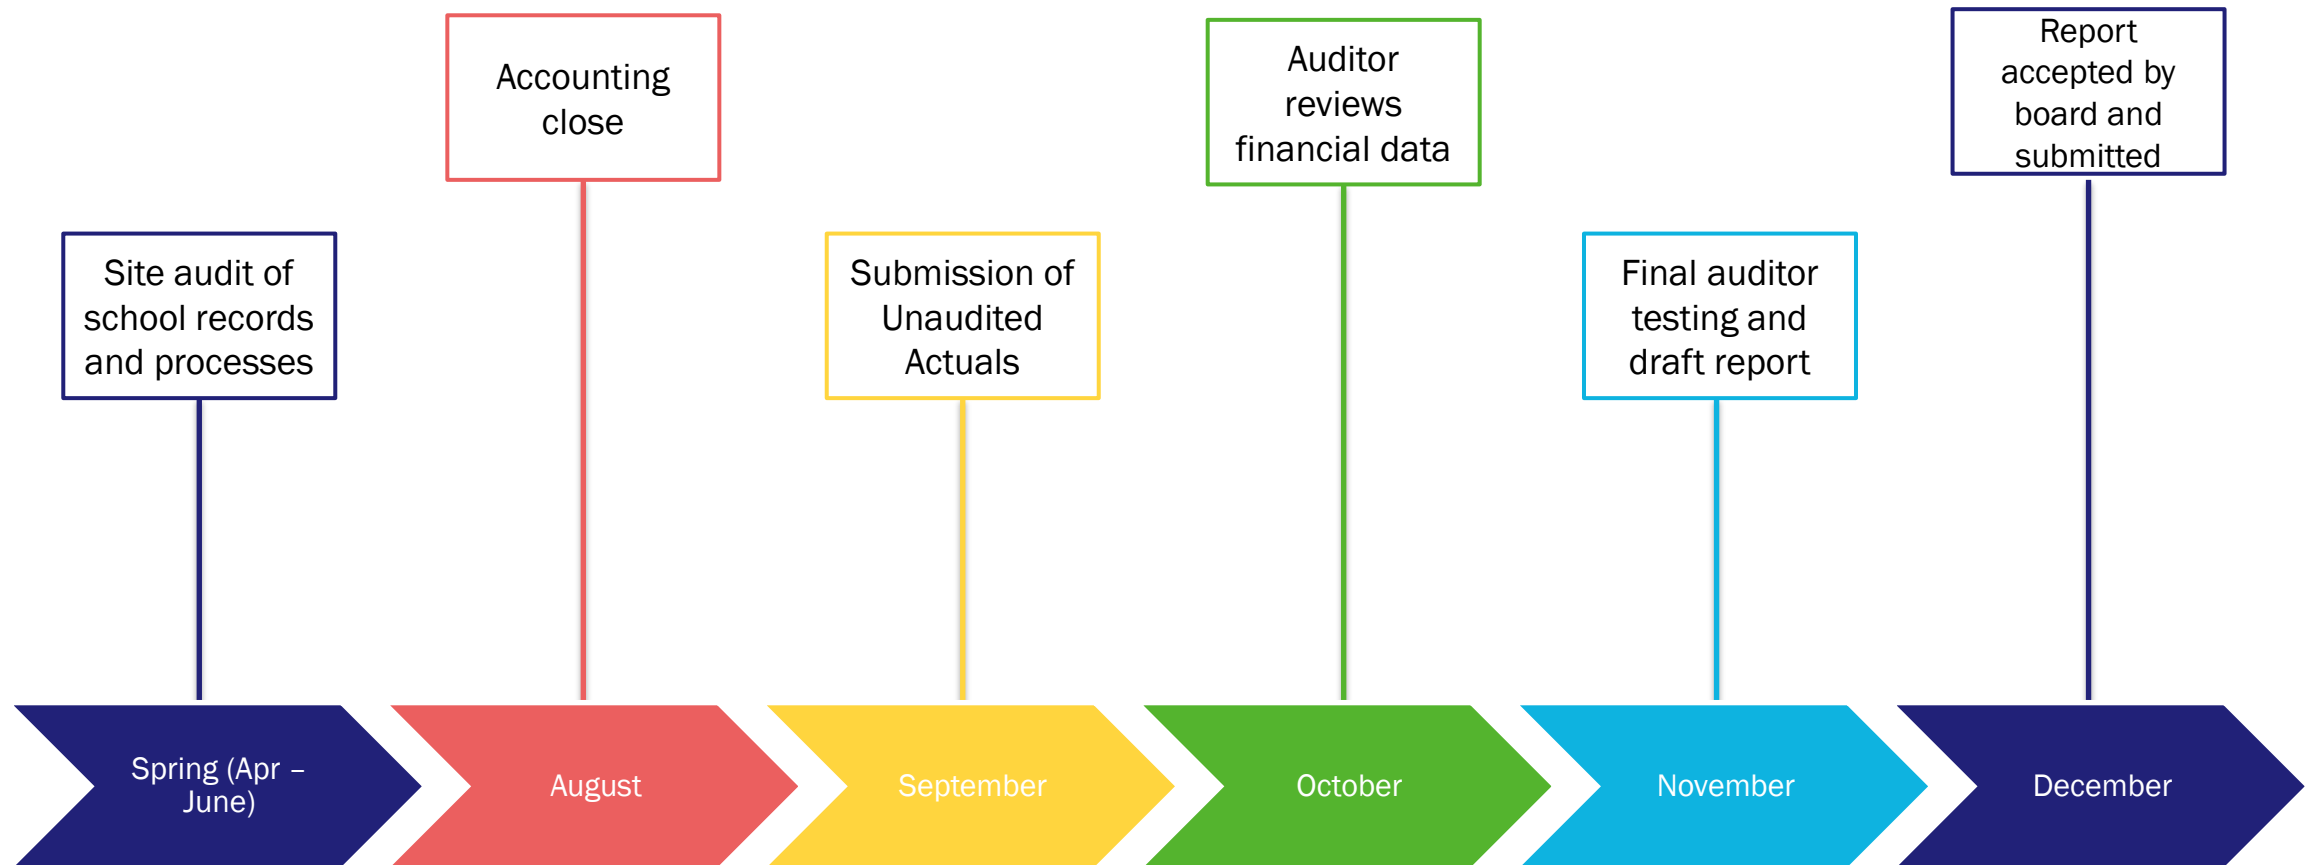 Site audit of
school records
and processes
Accounting
close
Submission of
Unaudited
Actuals
Auditor
reviews
financial data
Final auditor
testing and
draft report
Report
accepted by
board and
submitted
Spring (Apr –
June)
August
September
October
November
December